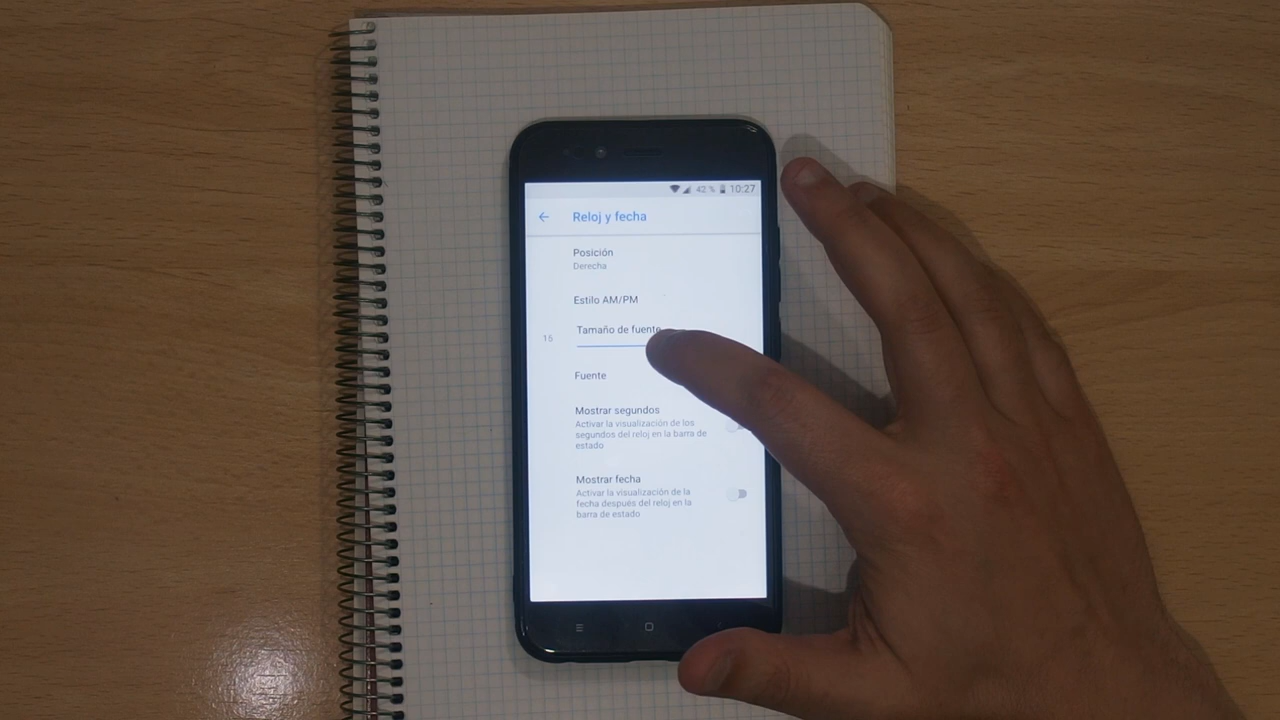 42 % 10:27
Reloj y fecha
Posición
Derecha
Estilo AM/PM
Tamaño de fuente
15
Fuente
Mostrar segundos
Activar la visualización de los
segundos del reloj en la barra de
estado
Mostrar fecha
Activar la visualización de la
fecha después del reloj en la
barra de estado